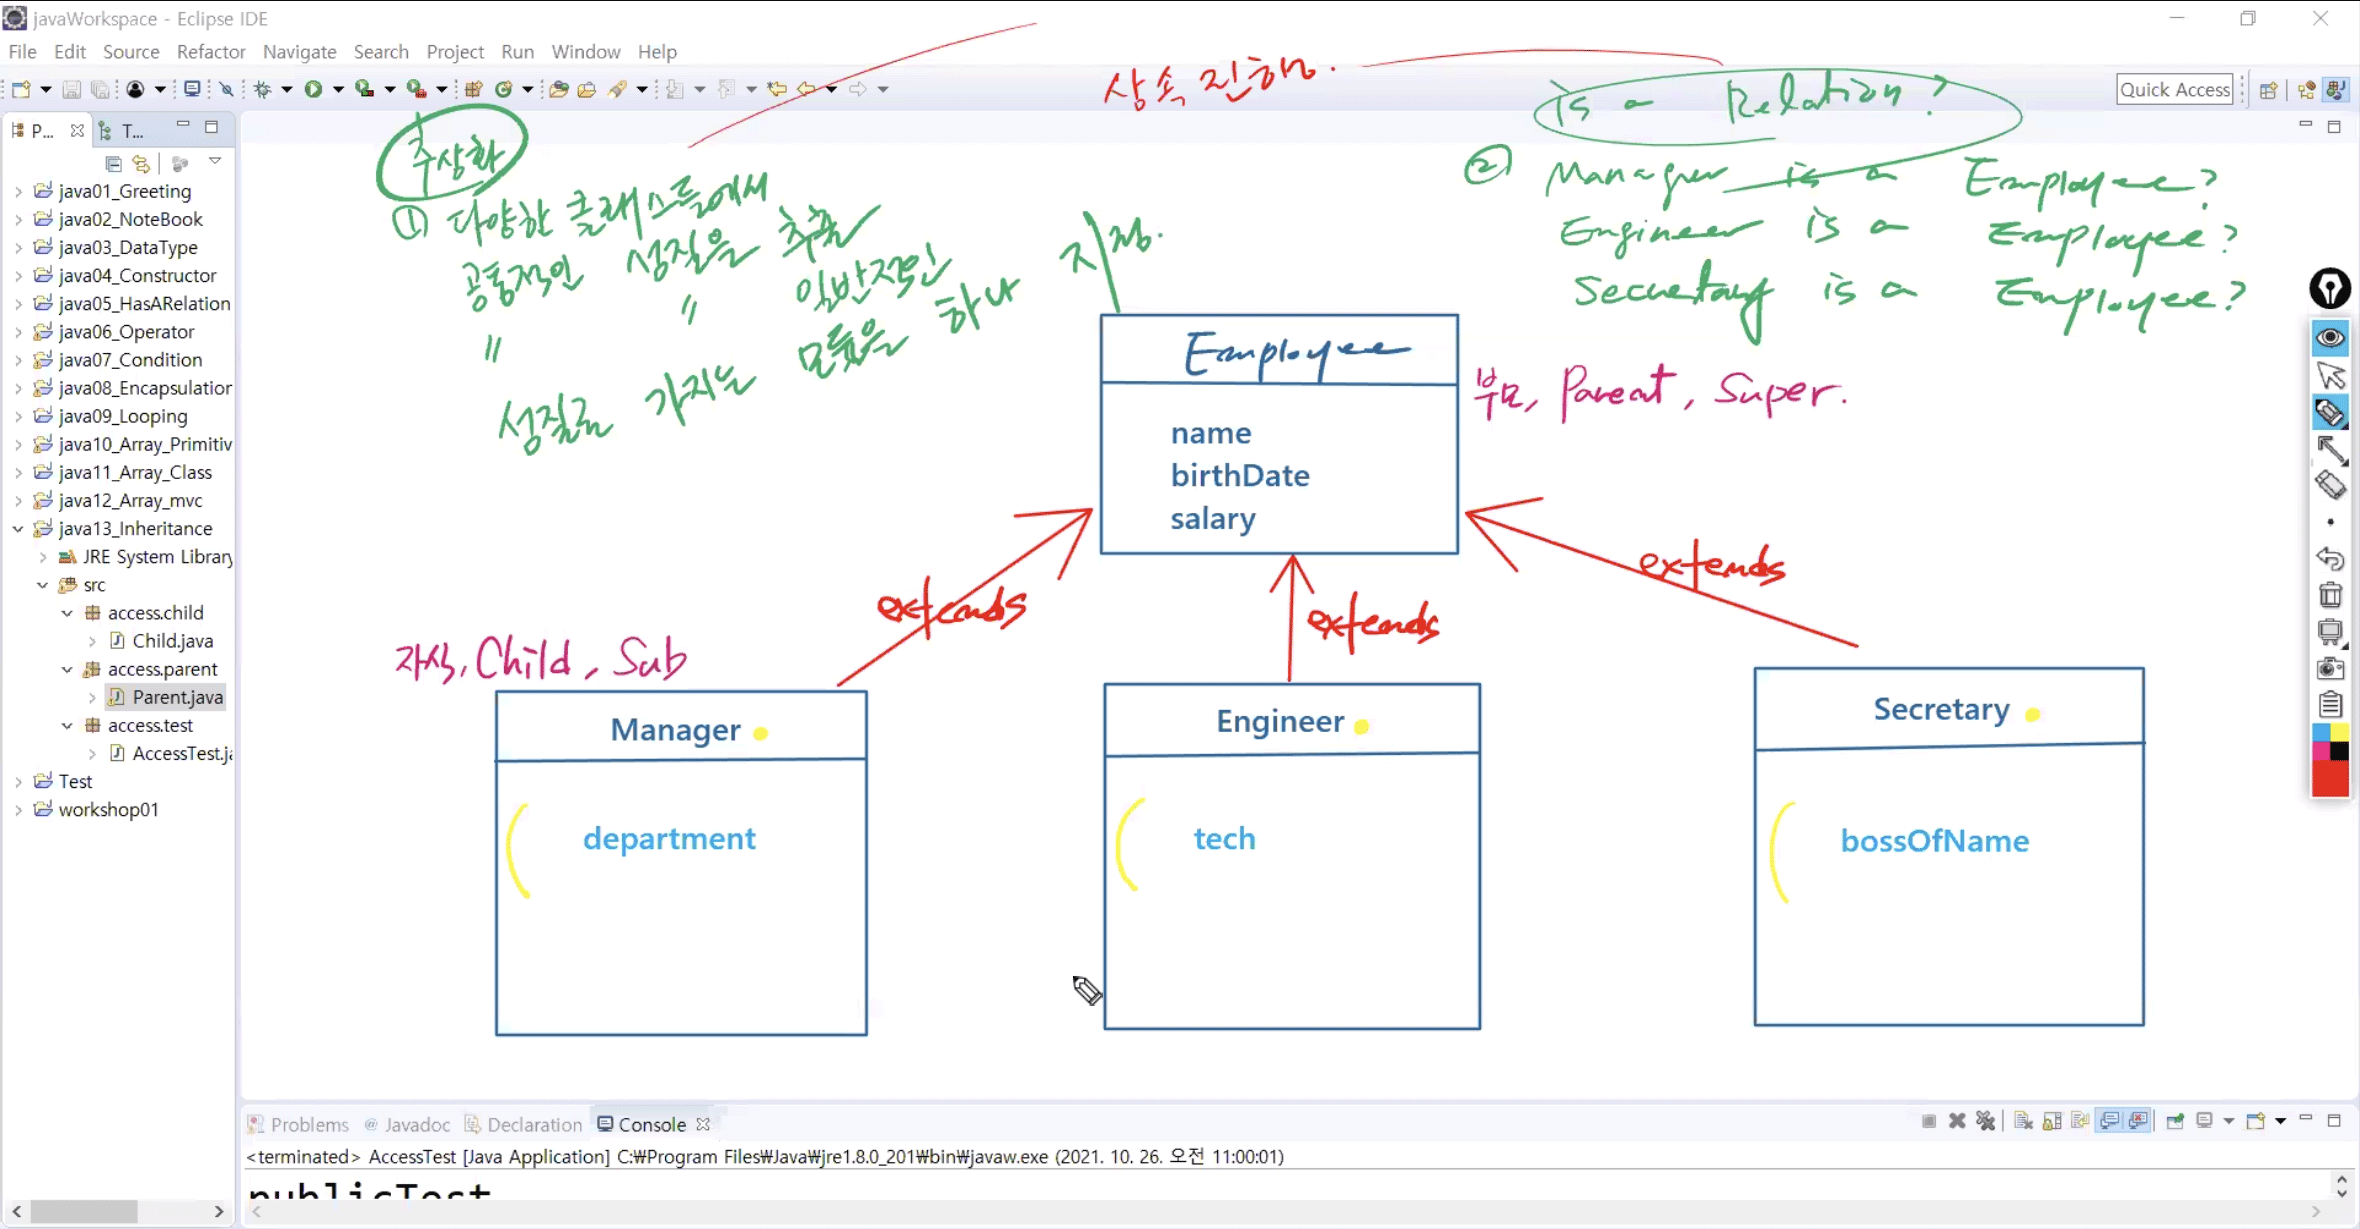 javaWorkspace - Eclipse IDE
File Edit Source Refactor Navigate Search Project Run Window Help
Quick Access
P...
T...
java01_Greeting
java02_NoteBook
java03_DataType
java04_Constructor
java05_HasARelation
java06_Operator
java07_Condition
java08_Encapsulation
java09_Looping
java10_Array_Primitiv
java11_Array_Class
java12_Array_mvc
java13_Inheritance
JRE System Library
src
access.child
Child.java
access.parent
Parent.java
access.test
AccessTest.ja
Test
workshop01
상속 진행.
추상화
① 다양한 클래스들에서
공통적인 성질을 추출
〃 〃 일반적인
성질로 가지는 모듈을 하나
지정.
is a Relation?
② Manager is a Employee?
Engineer is a Employee?
Secretary is a Employee?
Employee
name
birthDate
salary
부모, Parent, Super.
extends
extends
extends
자식, Child, Sub
Manager
department
Engineer
tech
Secretary
bossOfName
Problems @ Javadoc Declaration Console
<terminated> AccessTest [Java Application] C:₩Program Files₩Java₩jre1.8.0_201₩bin₩javaw.exe (2021. 10. 26. 오전 11:00:01)
publicTest